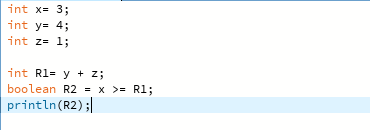 int x= 3;
int y= 4;
int z= 1;
int R1= y + z;
boolean R2 = x >= R1;
println(R2);